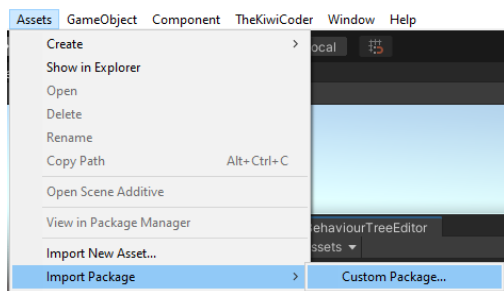 Assets GameObject Component TheKiwiCoder Window Help
Create >
ocal
Show in Explorer
Open
Delete
Rename
Copy Path Alt+Ctrl+C
Open Scene Additive
View in Package Manager
ehaviourTreeEditor
ssets
Import New Asset...
Import Package >
Custom Package...